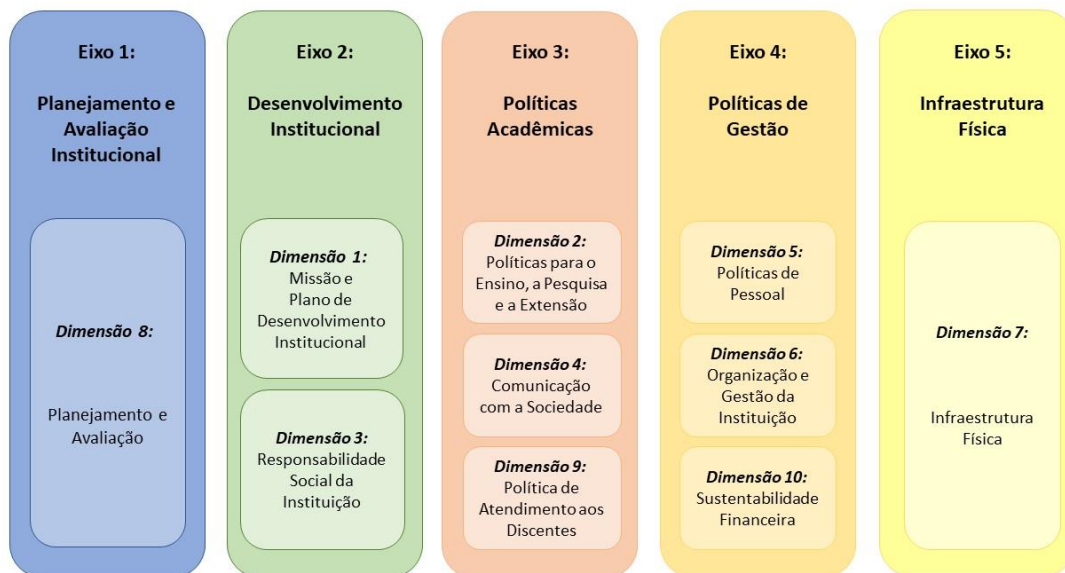 Eixo 1:
Planejamento e
Avaliação
Institucional
Dimensão 8:
Planejamento e
Avaliação
Eixo 2:
Desenvolvimento
Institucional
Dimensão 1:
Missão e
Plano de
Desenvolvimento
Institucional
Dimensão 3:
Responsabilidade
Social da
Instituição
Eixo 3:
Políticas
Acadêmicas
Dimensão 2:
Políticas para o
Ensino, a Pesquisa
e a Extensão
Dimensão 4:
Comunicação
com a Sociedade
Dimensão 9:
Política de
Atendimento aos
Discentes
Eixo 4:
Políticas de
Gestão
Dimensão 5:
Políticas de
Pessoal
Dimensão 6:
Organização e
Gestão da
Instituição
Dimensão 10:
Sustentabilidade
Financeira
Eixo 5:
Infraestrutura
Física
Dimensão 7:
Infraestrutura
Física